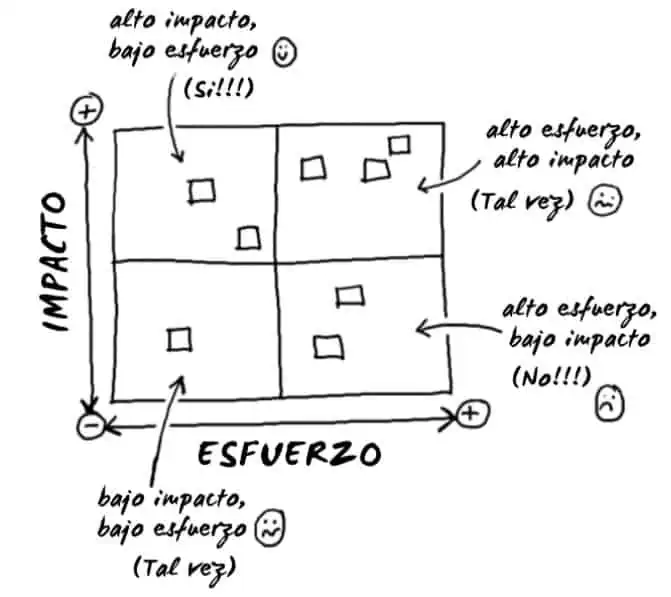 alto impacto,
bajo esfuerzo
(Si!!!)
+
alto esfuerzo,
alto impacto
(Tal vez)
IMPACTO
alto esfuerzo,
bajo impacto
(No!!!)
-
+
ESFUERZO
bajo impacto,
bajo esfuerzo
(Tal vez)